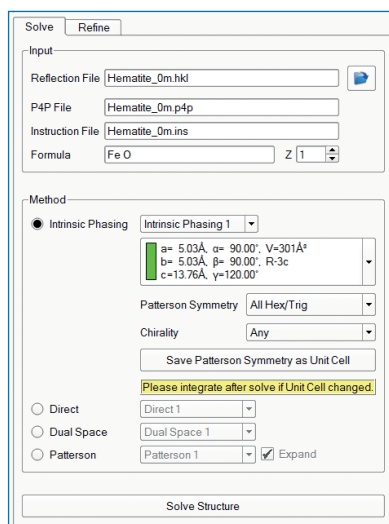 Solve Refine
Input
Reflection File Hematite_0m.hkl
P4P File Hematite_0m.p4p
Instruction File Hematite_0m.ins
Formula Fe O Z 1
Method
Intrinsic Phasing Intrinsic Phasing 1
a= 5.03Å, α= 90.00°, V=301Å³
b= 5.03Å, β= 90.00°, R-3c
c=13.76Å, γ=120.00°
Patterson Symmetry All Hex/Trig
Chirality Any
Save Patterson Symmetry as Unit Cell
Please integrate after solve if Unit Cell changed.
Direct Direct 1
Dual Space Dual Space 1
Patterson Patterson 1 Expand
Solve Structure